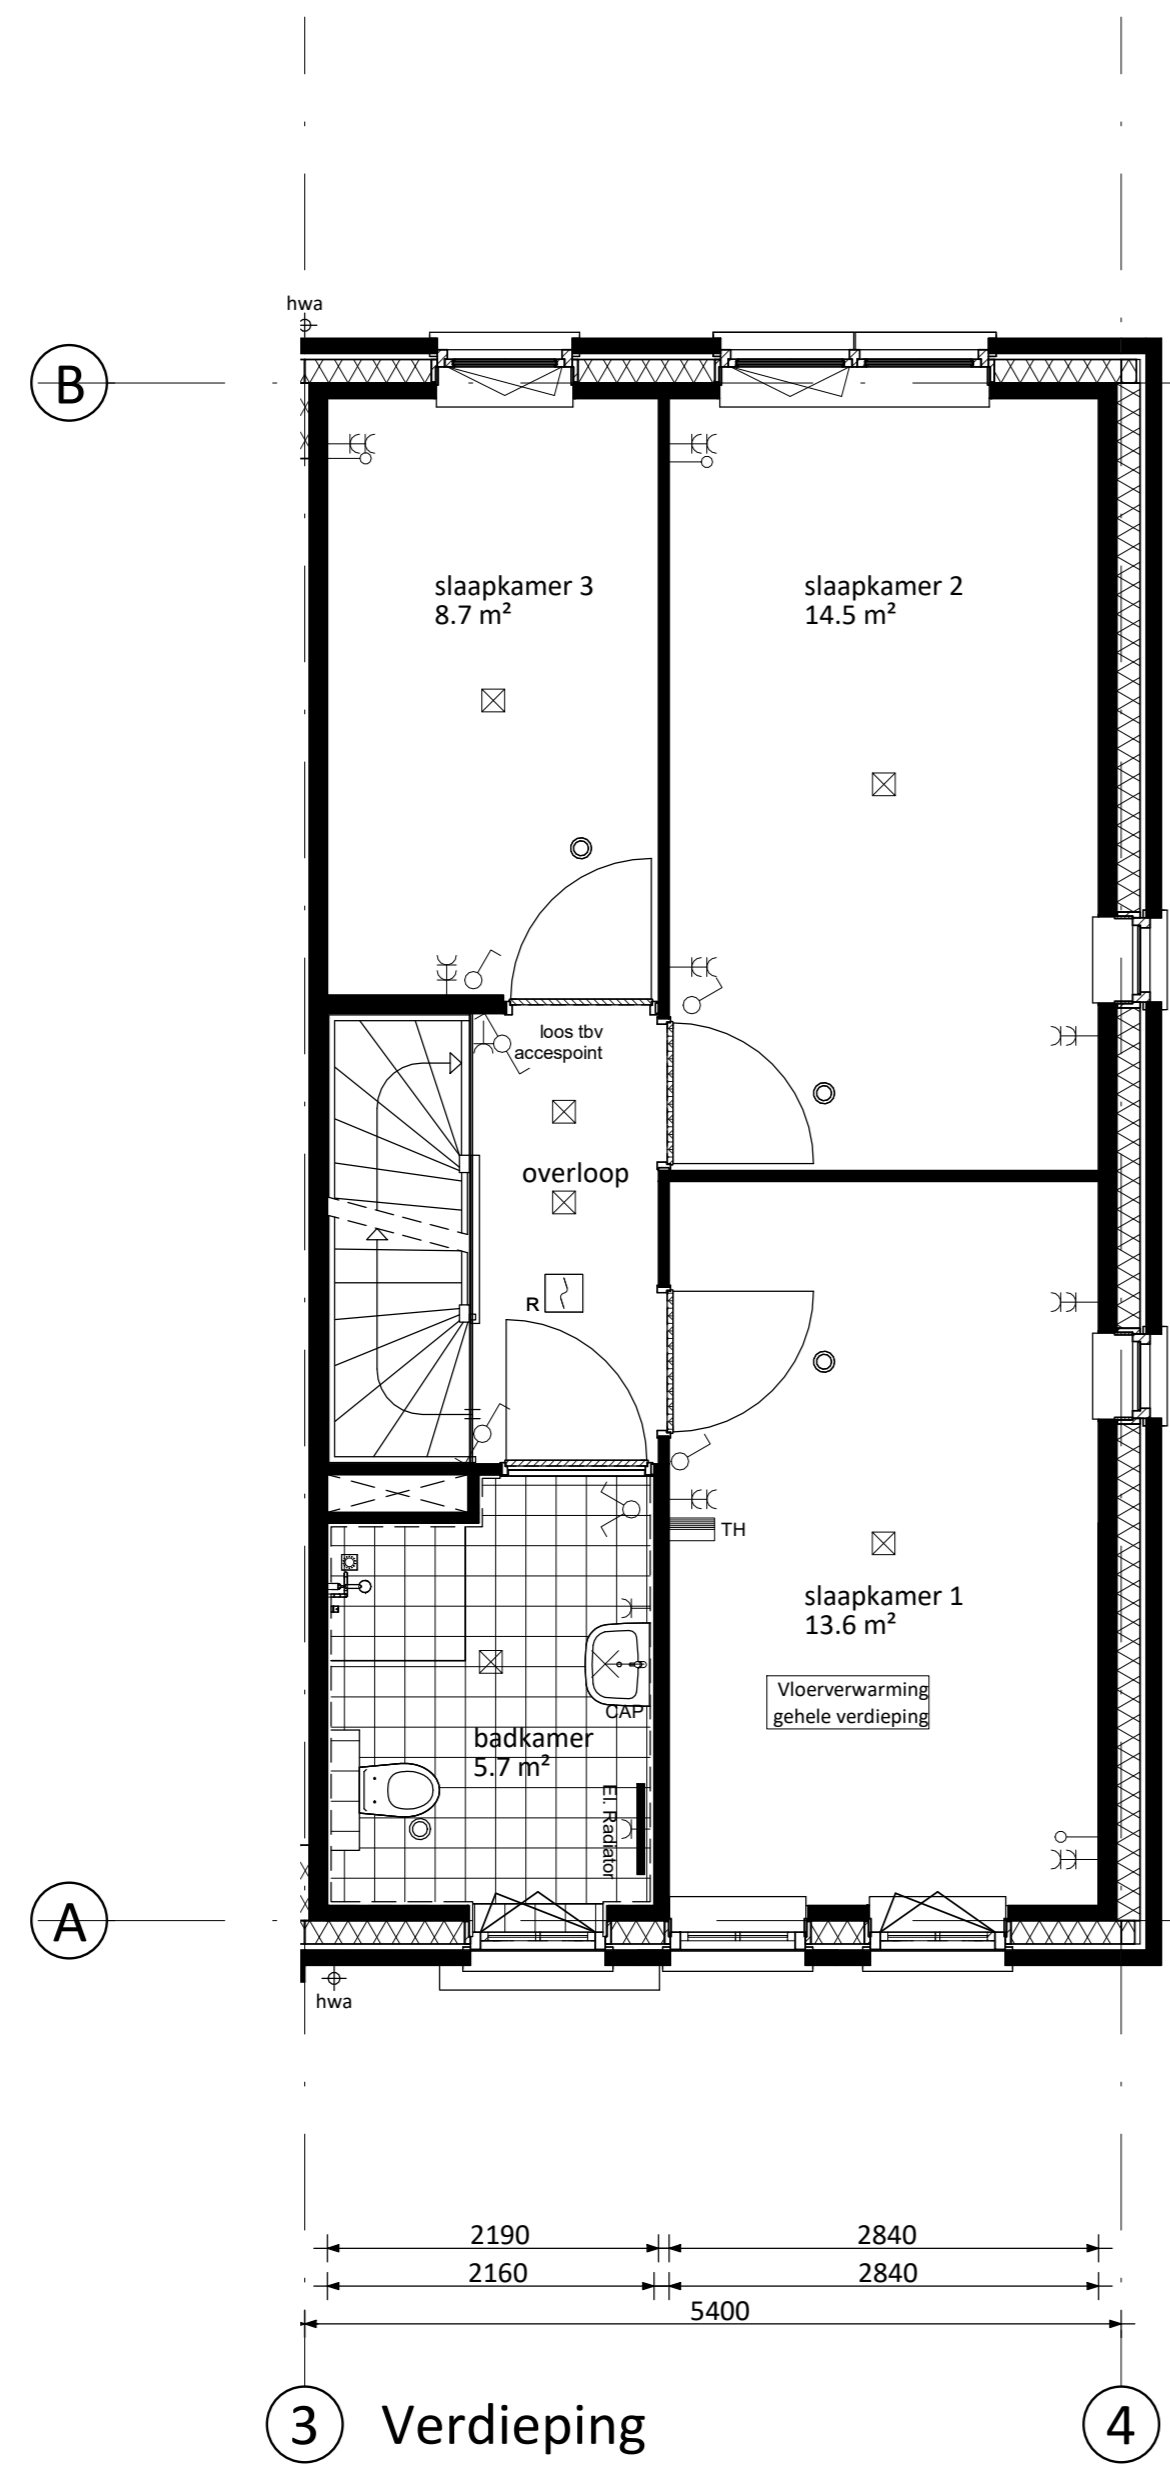 hwa
B
slaapkamer 3
8.7 m²
slaapkamer 2
14.5 m²
loos tbv
accespoint
overloop
R
TH
slaapkamer 1
13.6 m²
Vloerverwarming
gehele verdieping
CAP
badkamer
5.7 m²
El. Radiator
A
hwa
2190
2840
2160
2840
5400
3
Verdieping
4